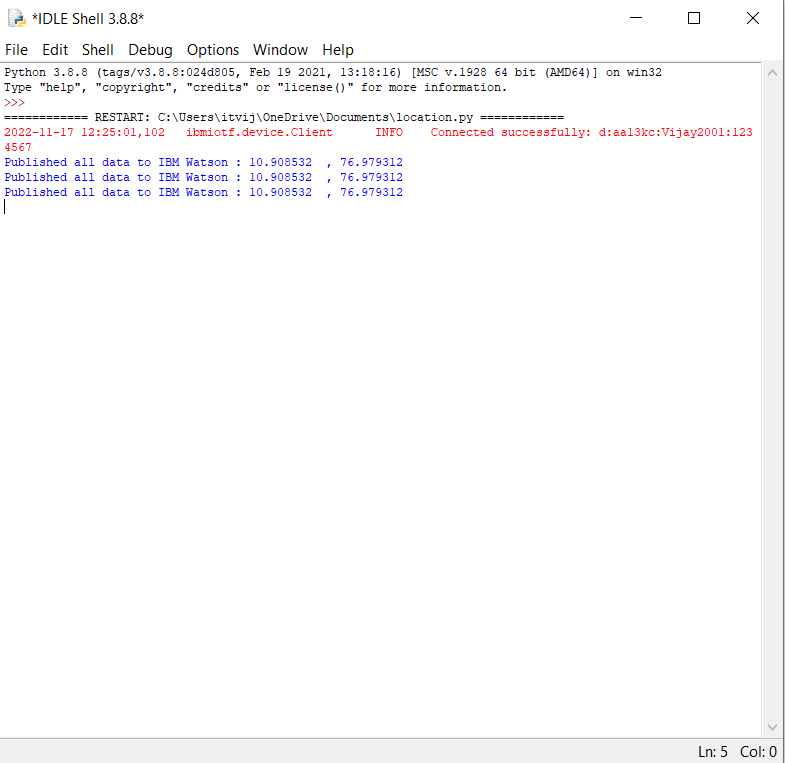 *IDLE Shell 3.8.8*
File Edit Shell Debug Options Window Help
Python 3.8.8 (tags/v3.8.8:024d805, Feb 19 2021, 13:18:16) [MSC v.1928 64 bit (AMD64)] on win32
Type "help", "copyright", "credits" or "license()" for more information.
>>>
============ RESTART: C:\Users\itvij\OneDrive\Documents\location.py ============
2022-11-17 12:25:01,102   ibmiotf.device.Client      INFO    Connected successfully: d:aal3kc:Vijay2001:123
4567
Published all data to IBM Watson : 10.908532  , 76.979312
Published all data to IBM Watson : 10.908532  , 76.979312
Published all data to IBM Watson : 10.908532  , 76.979312
Ln: 5 Col: 0